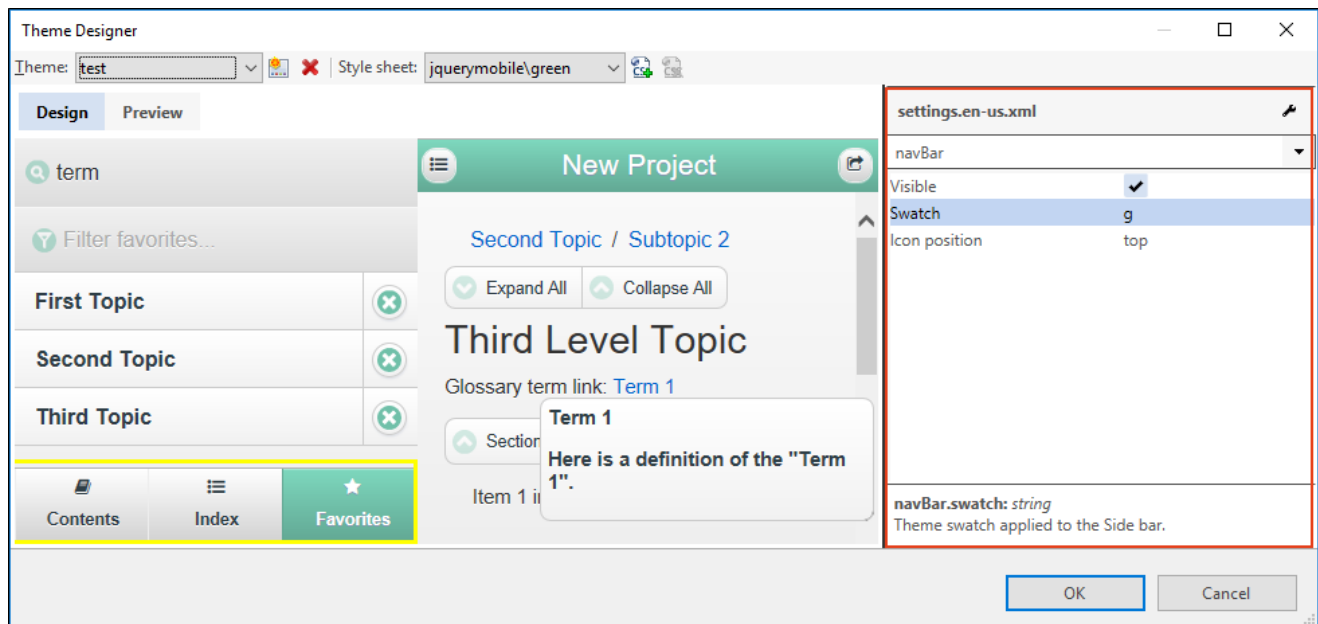 Theme Designer
Theme: test Style sheet: jquerymobile\green
Design Preview
term
Filter favorites...
First Topic
Second Topic
Third Topic
Contents Index Favorites
New Project
Second Topic / Subtopic 2
Expand All Collapse All
Third Level Topic
Glossary term link: Term 1
Section
Term 1
Here is a definition of the "Term
1".
Item 1 i
settings.en-us.xml
navBar
Visible
Swatch g
Icon position top
navBar.swatch: string
Theme swatch applied to the Side bar.
OK Cancel